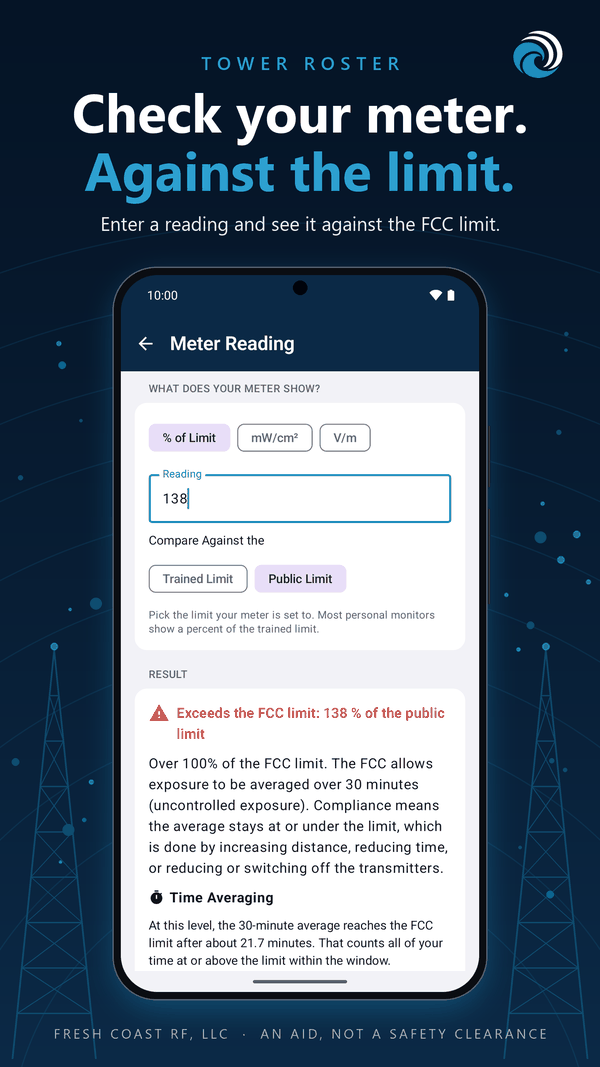 TOWER ROSTER
Check your meter.
Against the limit.
Enter a reading and see it against the FCC limit.
10:00
Meter Reading
WHAT DOES YOUR METER SHOW?
% of Limit
mW/cm²
V/m
Reading
138
Compare Against the
Trained Limit
Public Limit
Pick the limit your meter is set to. Most personal monitors
show a percent of the trained limit.
RESULT
Exceeds the FCC limit: 138 % of the public
limit
Over 100% of the FCC limit. The FCC allows
exposure to be averaged over 30 minutes
(uncontrolled exposure). Compliance means
the average stays at or under the limit, which
is done by increasing distance, reducing time,
or reducing or switching off the transmitters.
Time Averaging
At this level, the 30-minute average reaches the FCC
limit after about 21.7 minutes. That counts all of your
time at or above the limit within the window.
FRESH COAST RF, LLC · AN AID, NOT A SAFETY CLEARANCE